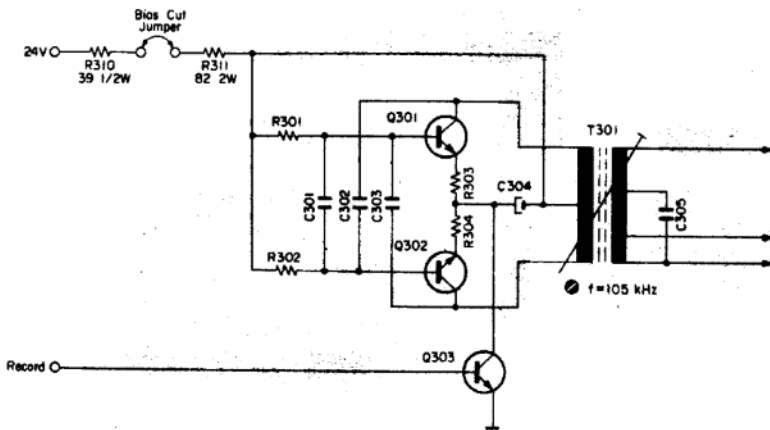 Bias Cut
Jumper
24V
R310
39 1/2W
R311
82 2W
R301
Q301
T301
R303
C304
C301
C302
C303
R304
C305
Q302
R302
f=105 kHz
Q303
Record